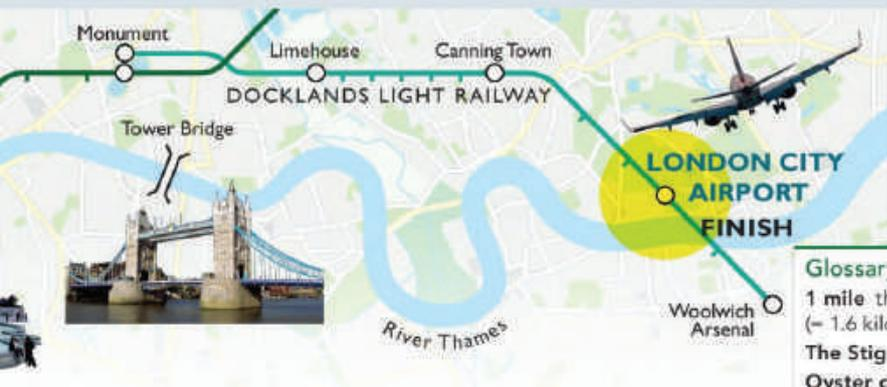 Monument
Limehouse
Canning Town
DOCKLANDS LIGHT RAILWAY
Tower Bridge
LONDON CITY
AIRPORT
FINISH
River Thames
Woolwich
Arsenal
Glossar
1 mile th
(= 1.6 kil
The Stig
Oyster